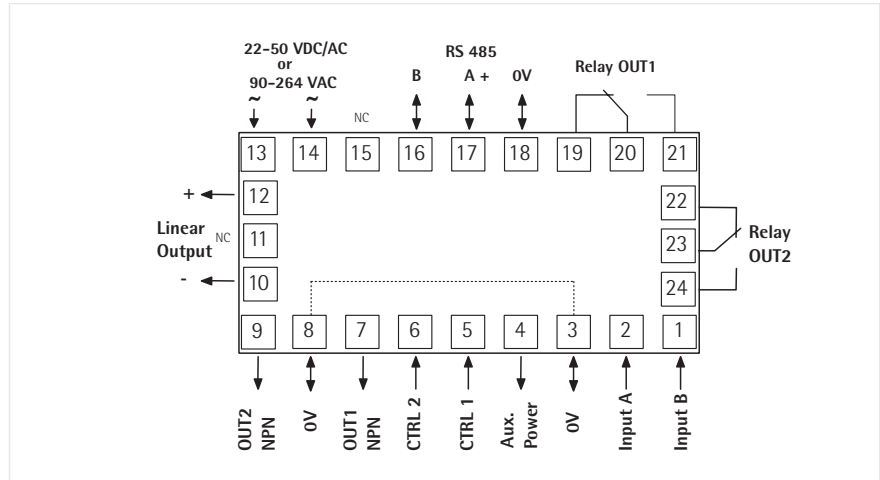 22-50 VDC/AC
or
90-264 VAC
~ ~
RS 485
B A + 0V
Relay OUT1
NC
13 14 15 16 17 18 19 20 21
+ 12
Linear
Output
NC 11
- 10
22
23
24
Relay
OUT2
9 8 7 6 5 4 3 2 1
OUT2
NPN
0V
OUT1
NPN
CTRL 2
CTRL 1
Aux.
Power
0V
Input A
Input B